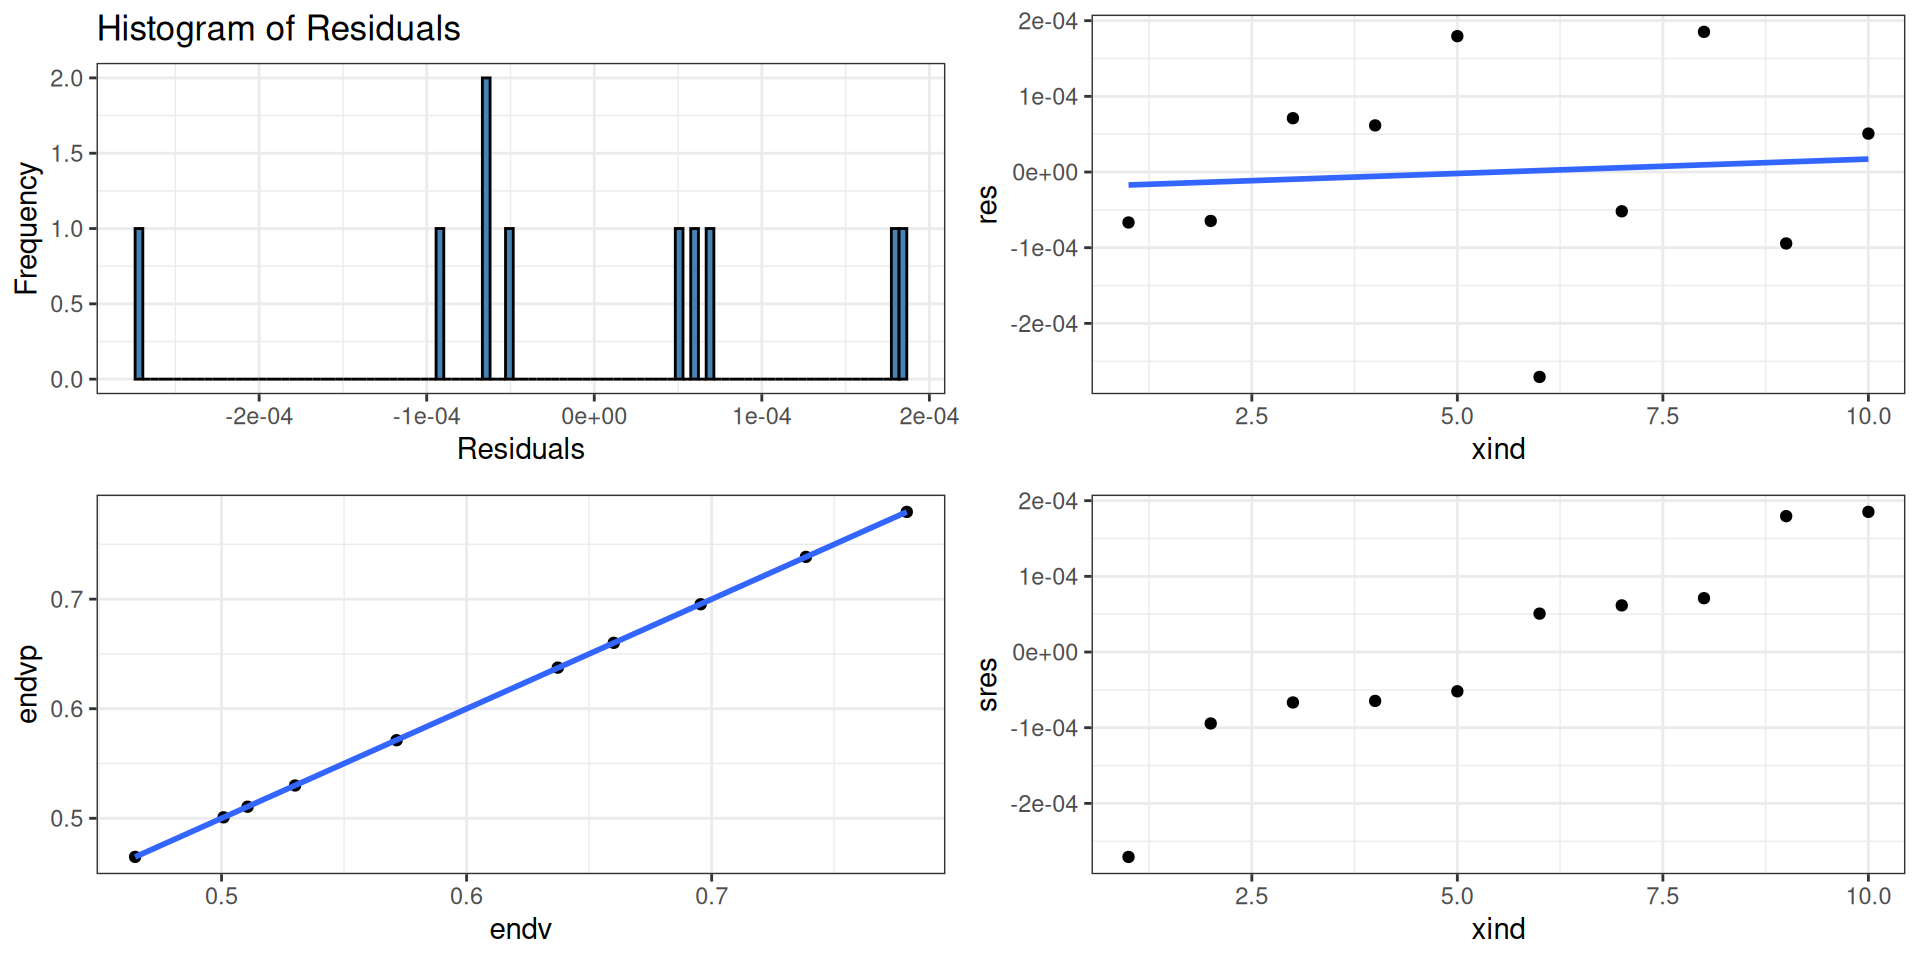 Histogram of Residuals
Frequency
2.0
1.5
1.0
0.5
0.0
-2e-04 -1e-04 0e+00 1e-04 2e-04
Residuals
res
2e-04
1e-04
0e+00
-1e-04
-2e-04
2.5 5.0 7.5 10.0
xind
endvp
0.7
0.6
0.5
0.5 0.6 0.7
endv
sres
2e-04
1e-04
0e+00
-1e-04
-2e-04
2.5 5.0 7.5 10.0
xind